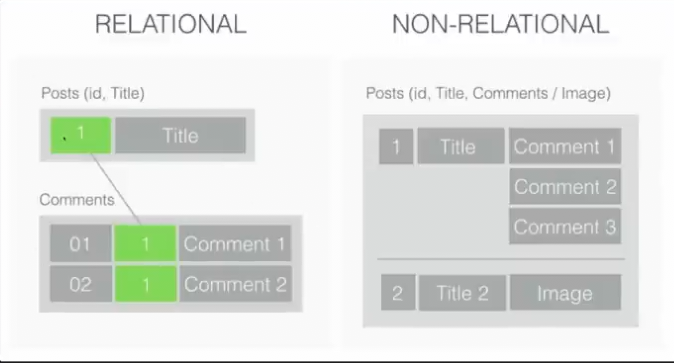 RELATIONAL
Posts (id, Title)
1 Title
Comments
01 1 Comment 1
02 1 Comment 2
NON-RELATIONAL
Posts (id, Title, Comments / Image)
1 Title Comment 1
Comment 2
Comment 3
2 Title 2 Image